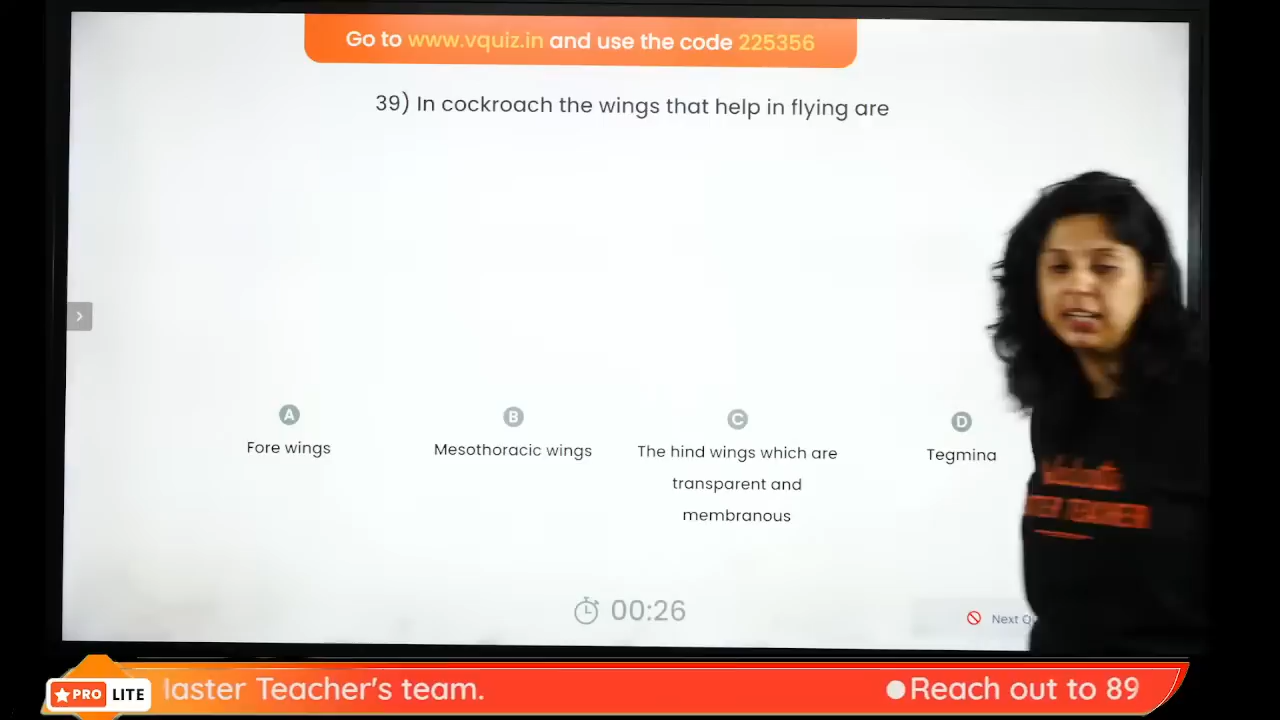 Go to www.vquiz.in and use the code 225356
39) In cockroach the wings that help in flying are
A
B
C
D
Fore wings
Mesothoracic wings
The hind wings which are
transparent and
membranous
Tegmina
00:26
Next
PRO LITE
laster Teacher's team.
Reach out to 89